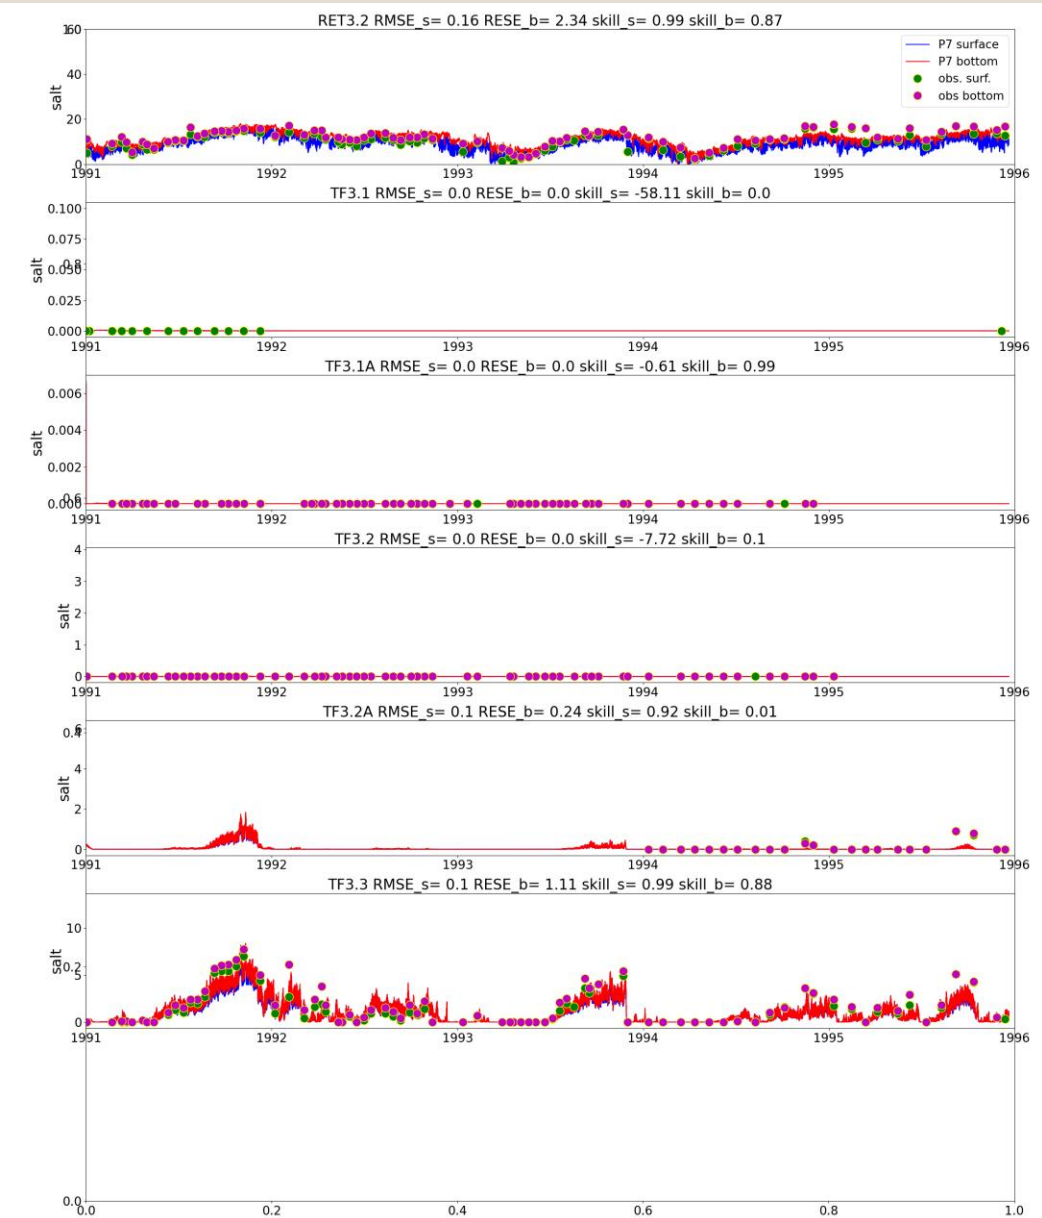 RET3.2 RMSE_s= 0.16 RESE_b= 2.34 skill_s= 0.99 skill_b= 0.87
60
40
20
0
salt
P7 surface
P7 bottom
obs. surf.
obs bottom
1991 1992 1993 1994 1995 1996
TF3.1 RMSE_s= 0.0 RESE_b= 0.0 skill_s= -58.11 skill_b= 0.0
0.100
0.075
0.8
0.050
0.025
0.000
salt
1991 1992 1993 1994 1995 1996
TF3.1A RMSE_s= 0.0 RESE_b= 0.0 skill_s= -0.61 skill_b= 0.99
0.006
0.004
0.002
0.6
0.000
salt
1991 1992 1993 1994 1995 1996
TF3.2 RMSE_s= 0.0 RESE_b= 0.0 skill_s= -7.72 skill_b= 0.1
4
3
2
1
0
salt
1991 1992 1993 1994 1995 1996
TF3.2A RMSE_s= 0.1 RESE_b= 0.24 skill_s= 0.92 skill_b= 0.01
6
0.4
4
2
0
salt
1991 1992 1993 1994 1995 1996
TF3.3 RMSE_s= 0.1 RESE_b= 1.11 skill_s= 0.99 skill_b= 0.88
10
0.2
5
0
salt
1991 1992 1993 1994 1995 1996
0.0
0.0 0.2 0.4 0.6 0.8 1.0